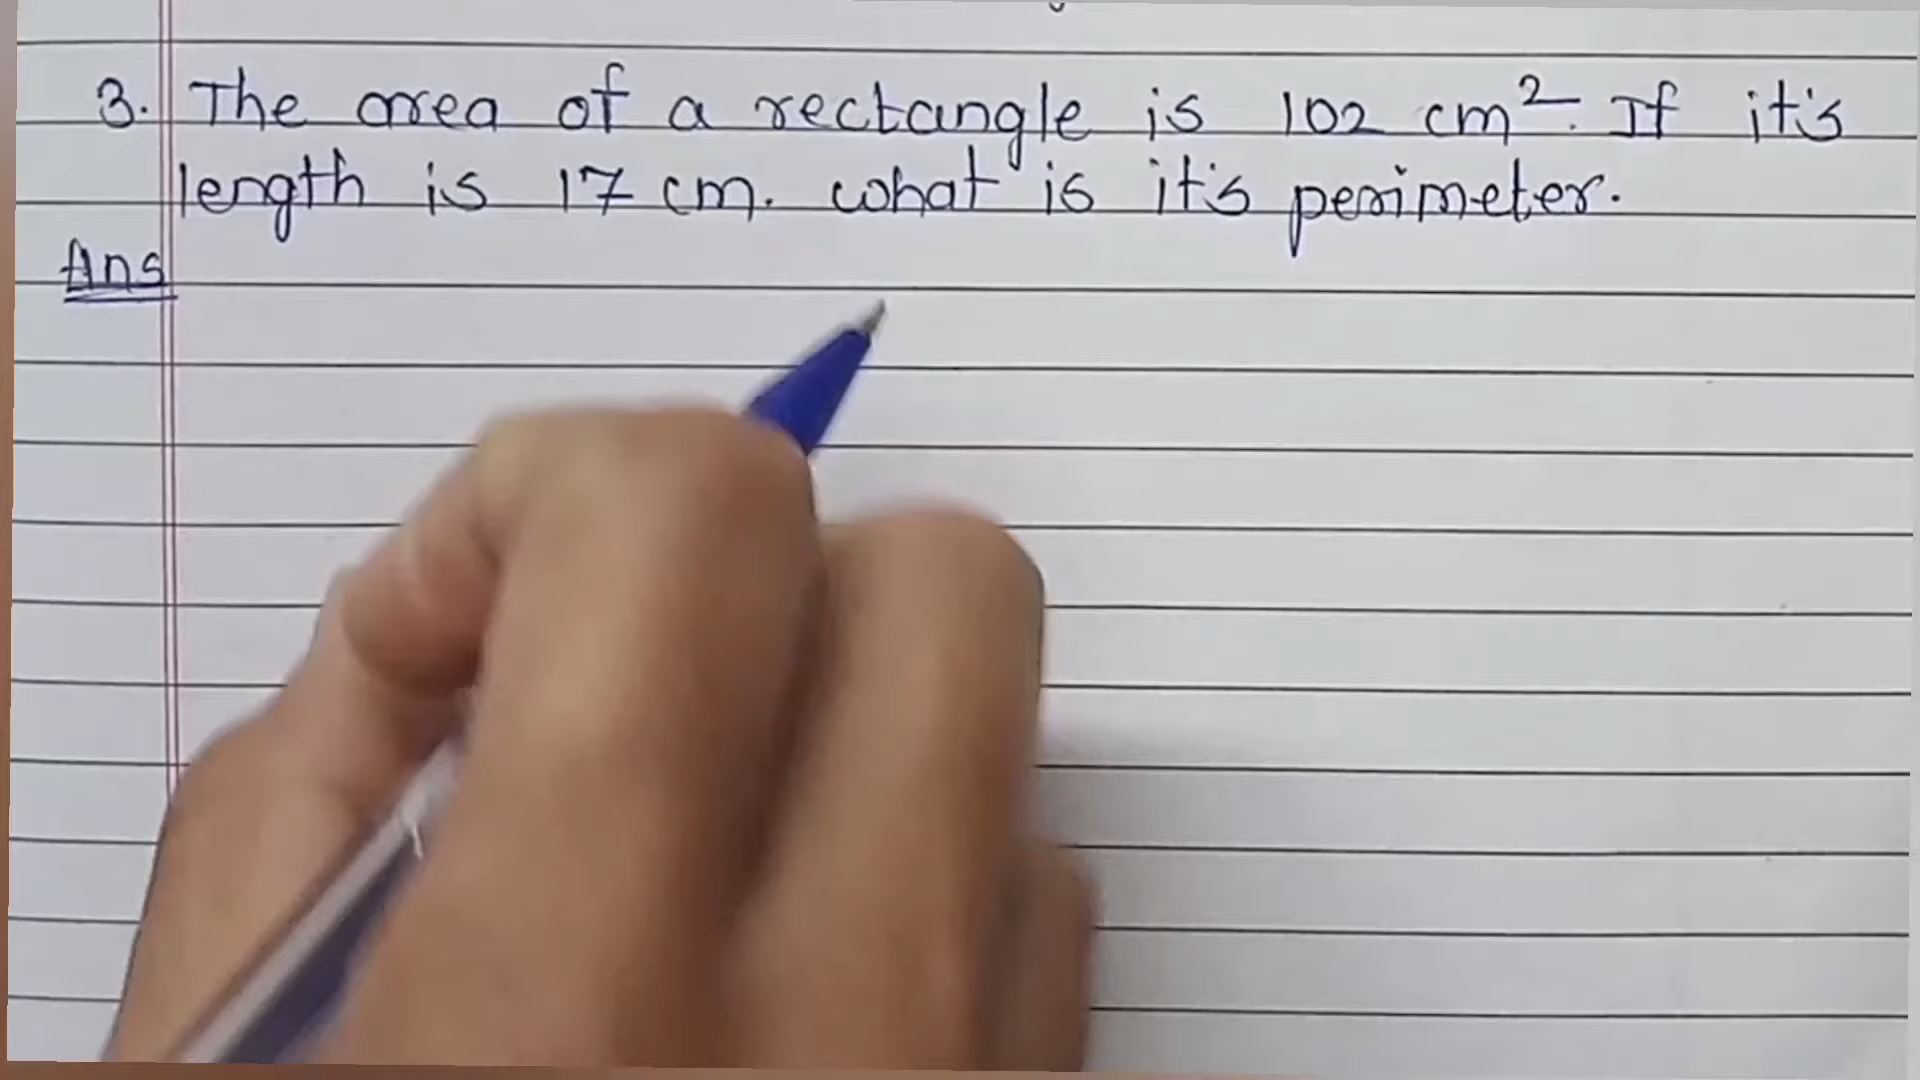 3. The area of a rectangle is 102 cm². If it's
length is 17 cm. what is it's perimeter.
Ans